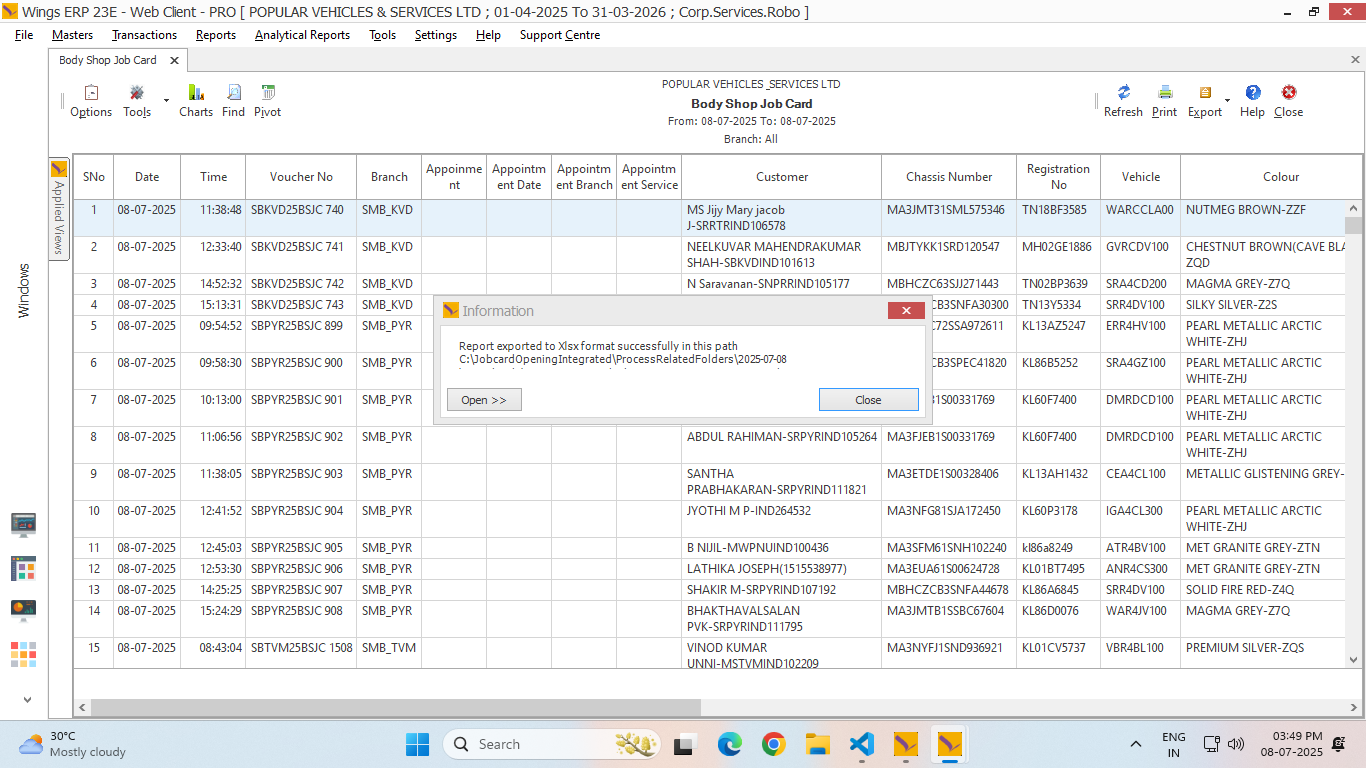 Wings ERP 23E - Web Client - PRO [ POPULAR VEHICLES & SERVICES LTD ; 01-04-2025 To 31-03-2026 ; Corp.Services.Robo ]
File Masters Transactions Reports Analytical Reports Tools Settings Help Support Centre
Body Shop Job Card
Options Tools Charts Find Pivot
POPULAR VEHICLES_SERVICES LTD
Body Shop Job Card
From: 08-07-2025 To: 08-07-2025
Branch: All
Refresh Print Export Help Close
Windows
Applied Views
SNo Date Time Voucher No Branch Appoinment Appointment Date Appointment Branch Appointment Service Customer Chassis Number Registration No Vehicle Colour
1 08-07-2025 11:38:48 SBKVD25BSJC 740 SMB_KVD MS Jijy Mary jacob MA3JMT31SML575346 TN18BF3585 WARCCLA00 NUTMEG BROWN-ZZF
J-SRRTRIND106578
2 08-07-2025 12:33:40 SBKVD25BSJC 741 SMB_KVD NEELKUVAR MAHENDRAKUMAR MBJTYKK1SRD120547 MH02GE1886 GVRCDV100 CHESTNUT BROWN(CAVE BLA
SHAH-SBKVDIND101613 ZQD
3 08-07-2025 14:52:32 SBKVD25BSJC 742 SMB_KVD N Saravanan-SNPRRIND105177 MBHCZC63SJJ271443 TN02BP3639 SRA4CD200 MAGMA GREY-Z7Q
4 08-07-2025 15:13:31 SBKVD25BSJC 743 SMB_KVD CB3SNFA30300 TN13Y5334 SRR4DV100 SILKY SILVER-Z2S
5 08-07-2025 09:54:52 SBPYR25BSJC 899 SMB_PYR C72SSA972611 KL13AZ5247 ERR4HV100 PEARL METALLIC ARCTIC
WHITE-ZHJ
6 08-07-2025 09:58:30 SBPYR25BSJC 900 SMB_PYR CB3SPEC41820 KL86B5252 SRA4GZ100 PEARL METALLIC ARCTIC
WHITE-ZHJ
7 08-07-2025 10:13:00 SBPYR25BSJC 901 SMB_PYR 1S00331769 KL60F7400 DMRDCD100 PEARL METALLIC ARCTIC
WHITE-ZHJ
8 08-07-2025 11:06:56 SBPYR25BSJC 902 SMB_PYR ABDUL RAHIMAN-SRPYRIND105264 MA3FJEB1S00331769 KL60F7400 DMRDCD100 PEARL METALLIC ARCTIC
WHITE-ZHJ
9 08-07-2025 11:38:05 SBPYR25BSJC 903 SMB_PYR SANTHA MA3ETDE1S00328406 KL13AH1432 CEA4CL100 METALLIC GLISTENING GREY-
PRABHAKARAN-SRPYRIND111821
10 08-07-2025 12:41:52 SBPYR25BSJC 904 SMB_PYR JYOTHI M P-IND264532 MA3NFG81SJA172450 KL60P3178 IGA4CL300 PEARL METALLIC ARCTIC
WHITE-ZHJ
11 08-07-2025 12:45:03 SBPYR25BSJC 905 SMB_PYR B NIJIL-MWPNUIND100436 MA3SFM61SNH102240 kl86a8249 ATR4BV100 MET GRANITE GREY-ZTN
12 08-07-2025 12:53:30 SBPYR25BSJC 906 SMB_PYR LATHIKA JOSEPH(1515538977) MA3EUA61S00624728 KL01BT7495 ANR4CS300 MET GRANITE GREY-ZTN
13 08-07-2025 14:25:25 SBPYR25BSJC 907 SMB_PYR SHAKIR M-SRPYRIND107192 MBHCZCB3SNFA44678 KL86A6845 SRR4DV100 SOLID FIRE RED-Z4Q
14 08-07-2025 15:24:29 SBPYR25BSJC 908 SMB_PYR BHAKTHAVALSALAN MA3JMTB1SSBC67604 KL86D0076 WAR4JV100 MAGMA GREY-Z7Q
PVK-SRPYRIND111795
15 08-07-2025 08:43:04 SBTVM25BSJC 1508 SMB_TVM VINOD KUMAR MA3NYFJ1SND936921 KL01CV5737 VBR4BL100 PREMIUM SILVER-ZQS
UNNI-MSTVMIND102209
Information
Report exported to Xlsx format successfully in this path
C:\JobcardOpeningIntegrated\ProcessRelatedFolders\2025-07-08
Open >> Close
30°C
Mostly cloudy
Search
ENG
IN
03:49 PM
08-07-2025